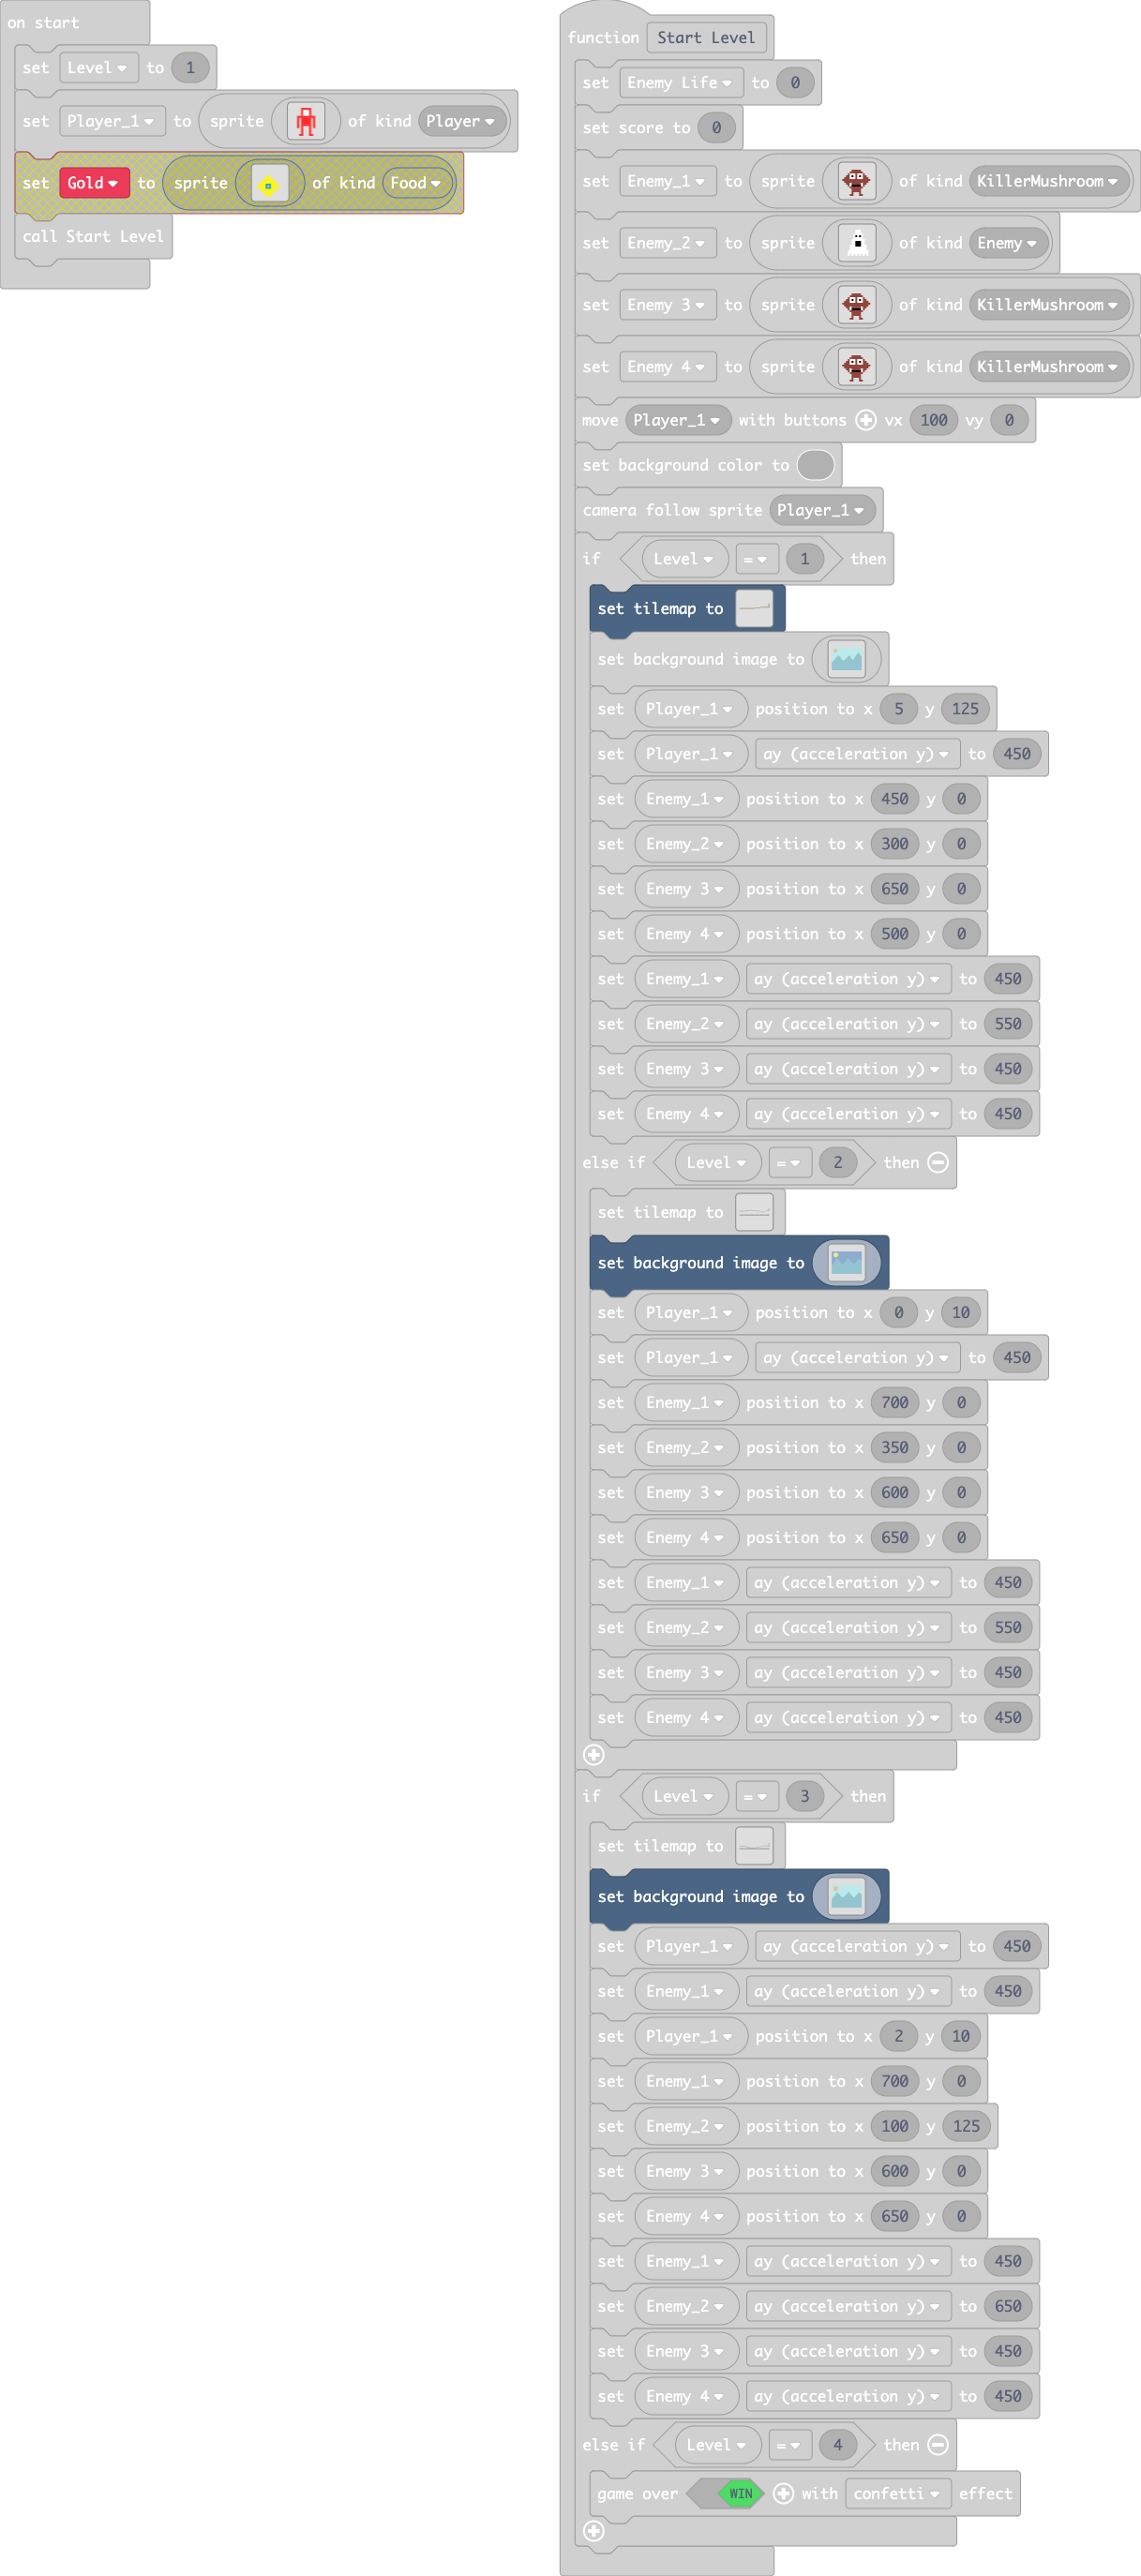 on start
set Level to 1
set Player_1 to sprite of kind Player
set Gold to sprite of kind Food
call Start Level
function Start Level
set Enemy Life to 0
set score to 0
set Enemy_1 to sprite of kind KillerMushroom
set Enemy_2 to sprite of kind Enemy
set Enemy 3 to sprite of kind KillerMushroom
set Enemy 4 to sprite of kind KillerMushroom
move Player_1 with buttons vx 100 vy 0
set background color to
camera follow sprite Player_1
if Level = 1 then
set tilemap to
set background image to
set Player_1 position to x 5 y 125
set Player_1 ay (acceleration y) to 450
set Enemy_1 position to x 450 y 0
set Enemy_2 position to x 300 y 0
set Enemy 3 position to x 650 y 0
set Enemy 4 position to x 500 y 0
set Enemy_1 ay (acceleration y) to 450
set Enemy_2 ay (acceleration y) to 550
set Enemy 3 ay (acceleration y) to 450
set Enemy 4 ay (acceleration y) to 450
else if Level = 2 then
set tilemap to
set background image to
set Player_1 position to x 0 y 10
set Player_1 ay (acceleration y) to 450
set Enemy_1 position to x 700 y 0
set Enemy_2 position to x 350 y 0
set Enemy 3 position to x 600 y 0
set Enemy 4 position to x 650 y 0
set Enemy_1 ay (acceleration y) to 450
set Enemy_2 ay (acceleration y) to 550
set Enemy 3 ay (acceleration y) to 450
set Enemy 4 ay (acceleration y) to 450
if Level = 3 then
set tilemap to
set background image to
set Player_1 ay (acceleration y) to 450
set Enemy_1 ay (acceleration y) to 450
set Player_1 position to x 2 y 10
set Enemy_1 position to x 700 y 0
set Enemy_2 position to x 100 y 125
set Enemy 3 position to x 600 y 0
set Enemy 4 position to x 650 y 0
set Enemy_1 ay (acceleration y) to 450
set Enemy_2 ay (acceleration y) to 650
set Enemy 3 ay (acceleration y) to 450
set Enemy 4 ay (acceleration y) to 450
else if Level = 4 then
game over WIN with confetti effect